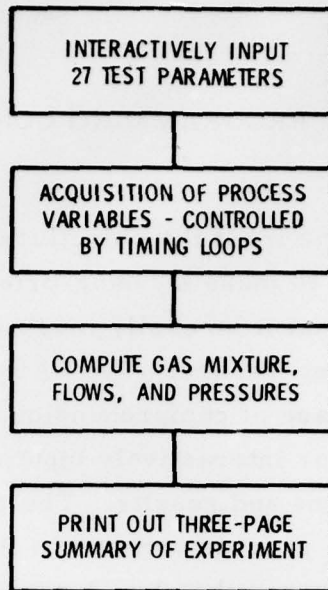 INTERACTIVELY INPUT
27 TEST PARAMETERS
ACQUISITION OF PROCESS
VARIABLES - CONTROLLED
BY TIMING LOOPS
COMPUTE GAS MIXTURE,
FLOWS, AND PRESSURES
PRINT OUT THREE-PAGE
SUMMARY OF EXPERIMENT